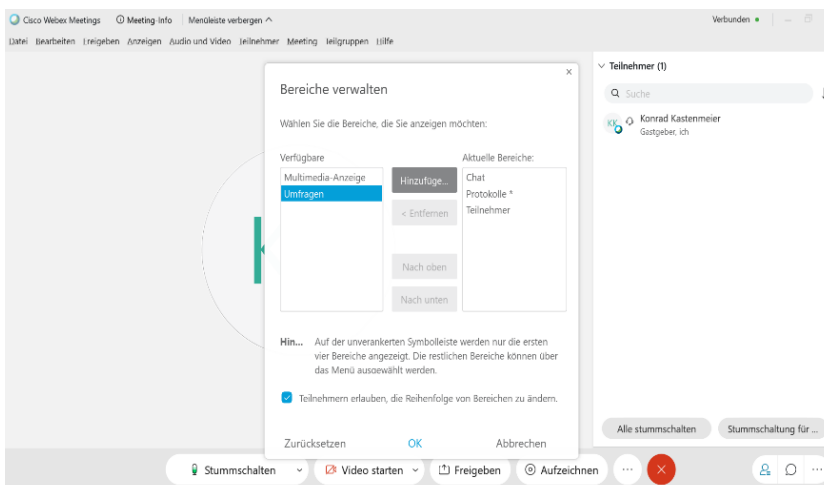 Cisco Webex Meetings Meeting-Info Menüleiste verbergen Verbunden
Datei Bearbeiten Freigeben Anzeigen Audio und Video Teilnehmer Meeting Teilgruppen Hilfe
Bereiche verwalten
Wählen Sie die Bereiche, die Sie anzeigen möchten:
Verfügbare
Multimedia-Anzeige
Umfragen
Hinzufüge...
< Entfernen
Nach oben
Nach unten
Aktuelle Bereiche:
Chat
Protokolle *
Teilnehmer
Hin... Auf der unverankerten Symbolleiste werden nur die ersten
vier Bereiche angezeigt. Die restlichen Bereiche können über
das Menü ausgewählt werden.
Teilnehmern erlauben, die Reihenfolge von Bereichen zu ändern.
Zurücksetzen OK Abbrechen
Teilnehmer (1)
Suche
KK Konrad Kastenmeier
Gastgeber, ich
Alle stummschalten Stummschaltung für ...
Stummschalten Video starten Freigeben Aufzeichnen